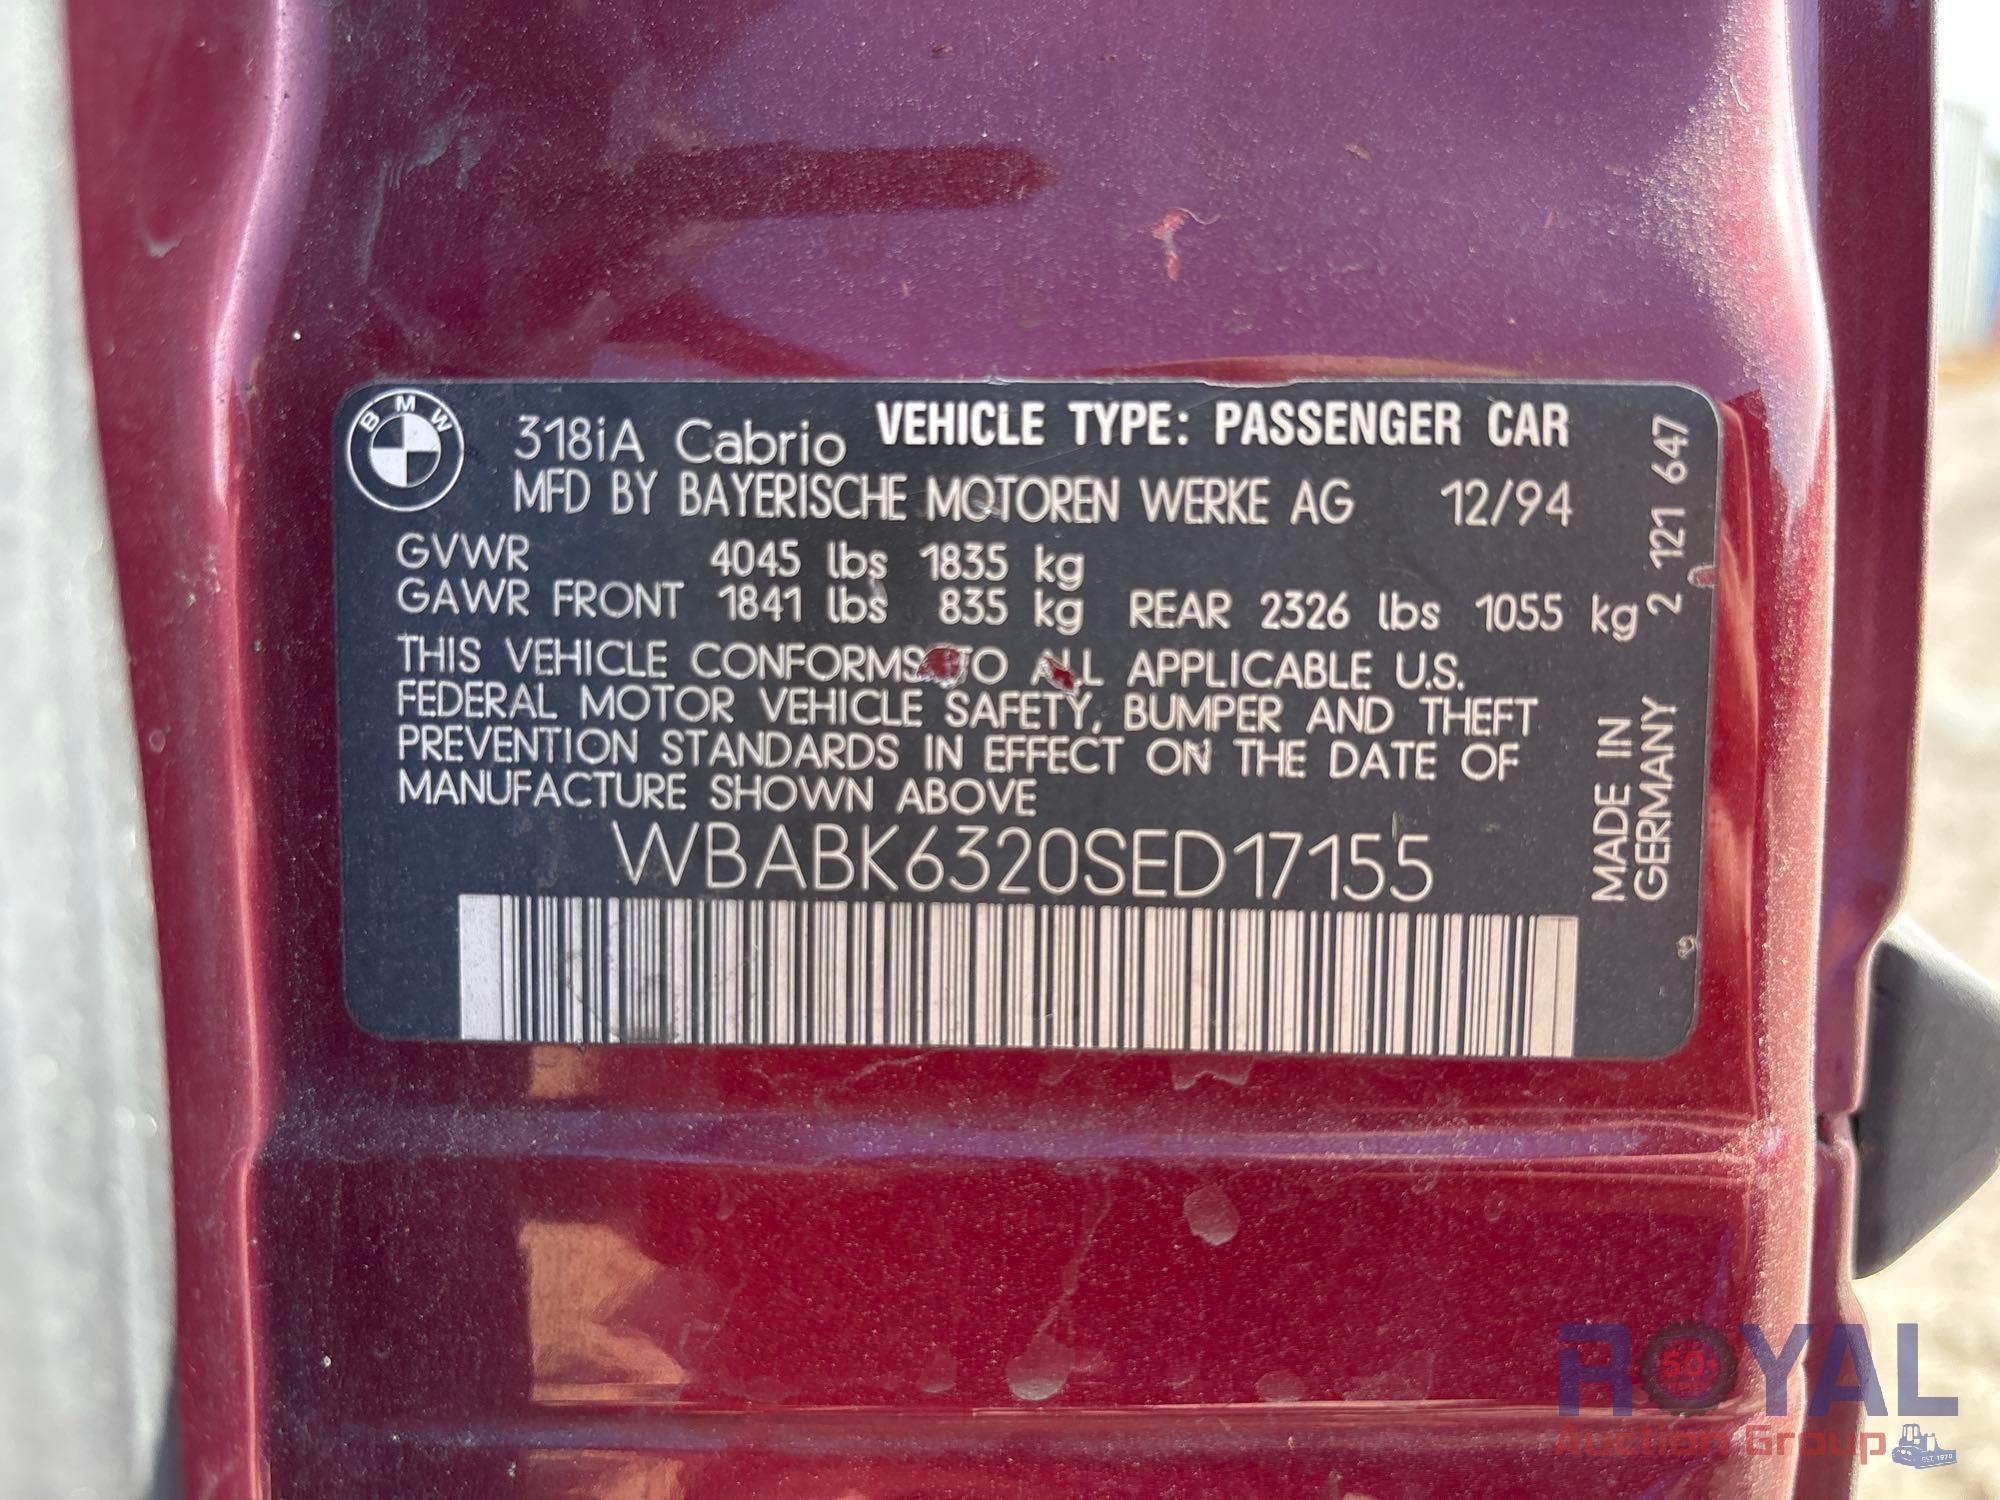 BMW
318iA Cabrio VEHICLE TYPE: PASSENGER CAR
MFD BY BAYERISCHE MOTOREN WERKE AG 12/94
GVWR 4045 lbs 1835 kg
GAWR FRONT 1841 lbs 835 kg REAR 2326 lbs 1055 kg
THIS VEHICLE CONFORMS TO ALL APPLICABLE U.S.
FEDERAL MOTOR VEHICLE SAFETY, BUMPER AND THEFT
PREVENTION STANDARDS IN EFFECT ON THE DATE OF
MANUFACTURE SHOWN ABOVE
WBABK6320SED17155
2 121 647
MADE IN
GERMANY
ROYAL
50+
Auction Group
EST. 1970